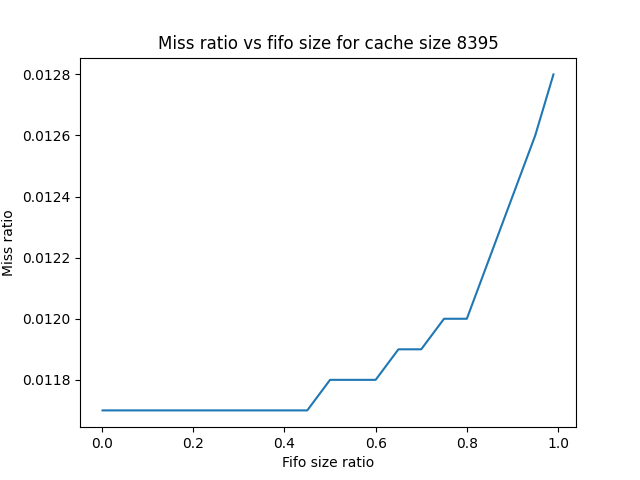 Miss ratio vs fifo size for cache size 8395
0.0128
0.0126
0.0124
0.0122
0.0120
0.0118
Miss ratio
0.0 0.2 0.4 0.6 0.8 1.0
Fifo size ratio